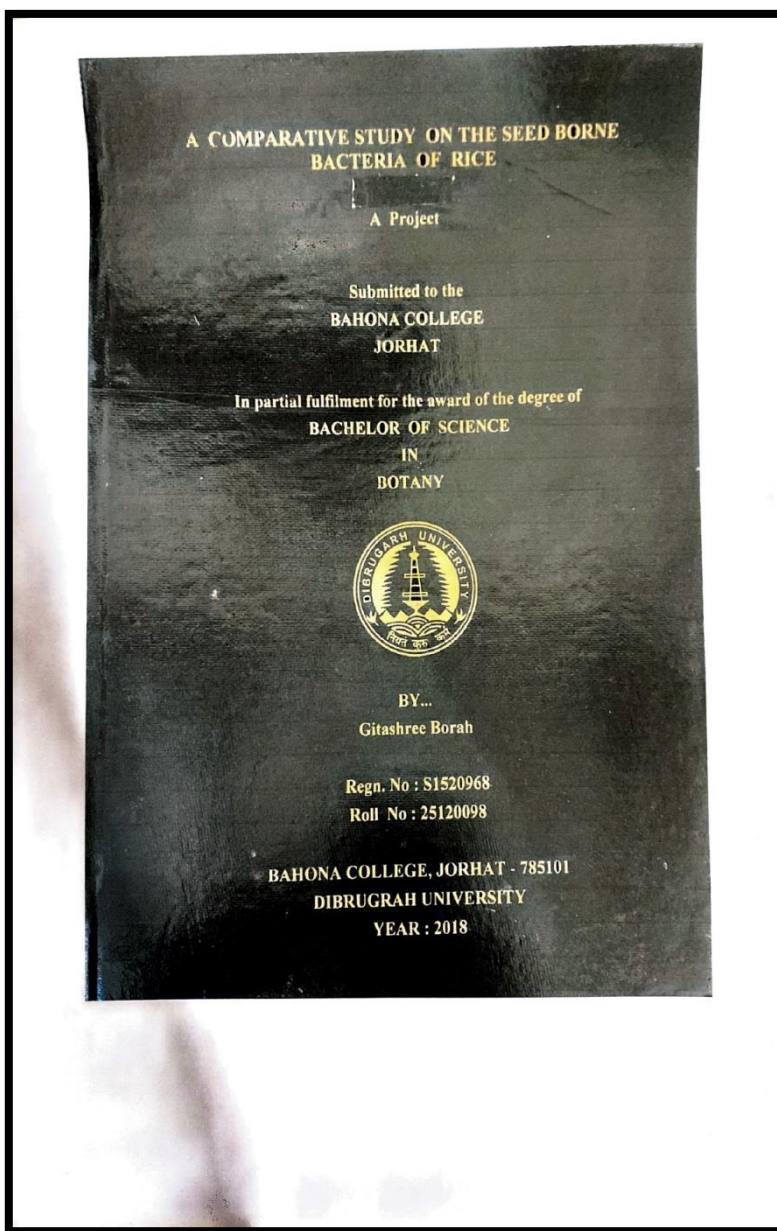 A COMPARATIVE STUDY ON THE SEED BORNE
BACTERIA OF RICE
A Project
Submitted to the
BAHONA COLLEGE
JORHAT
In partial fulfilment for the award of the degree of
BACHELOR OF SCIENCE
IN
BOTANY
DIBRUGARH UNIVERSITY
नियतं कुरु कर्म
BY...
Gitashree Borah
Regn. No : S1520968
Roll No : 25120098
BAHONA COLLEGE, JORHAT - 785101
DIBRUGRAH UNIVERSITY
YEAR : 2018